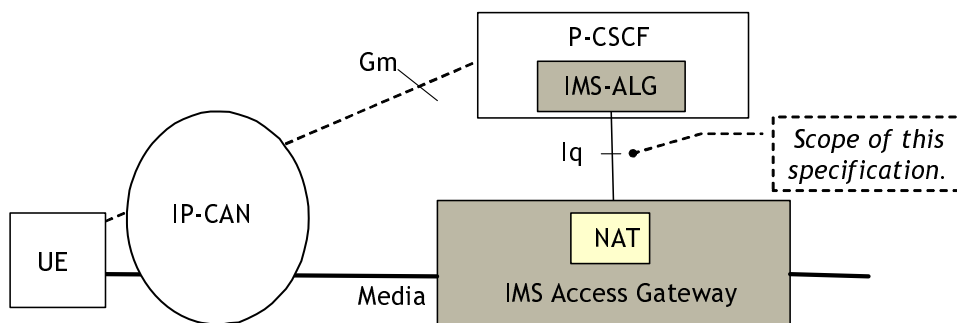 P-CSCF
Gm
IMS-ALG
Iq
Scope of this
specification.
IP-CAN
NAT
UE
Media
IMS Access Gateway